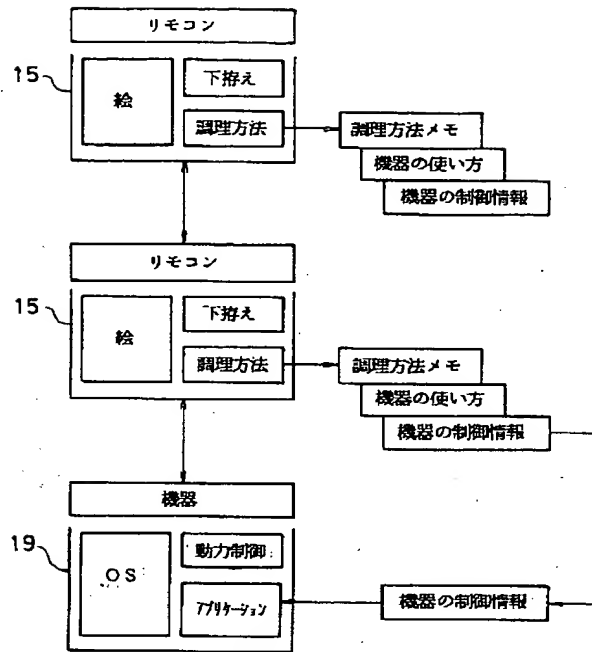 リモコン
15
絵
下拵え
調理方法
調理方法メモ
機器の使い方
機器の制御情報
リモコン
15
絵
下拵え
調理方法
調理方法メモ
機器の使い方
機器の制御情報
機器
19
OS
動力制御
アプリケーション
機器の制御情報